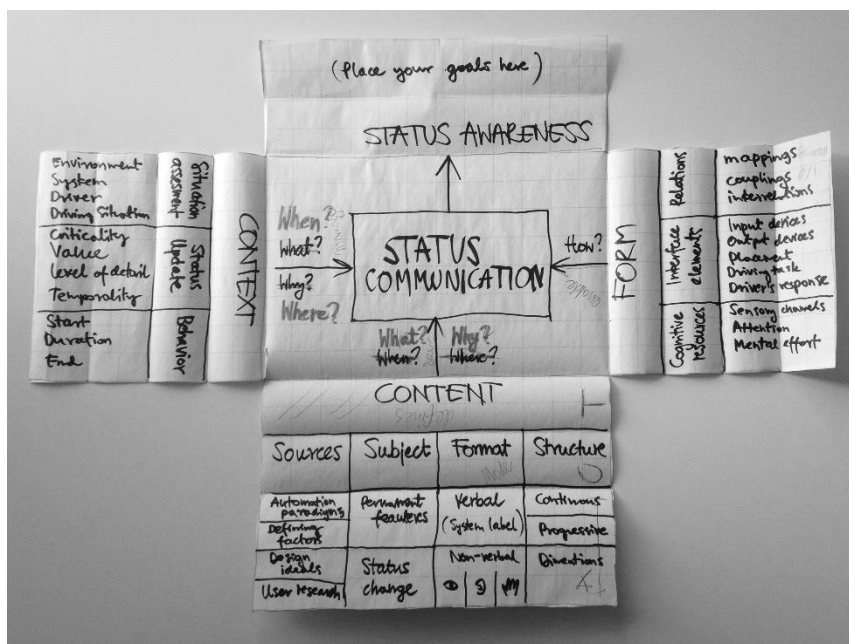 (Place your goals here)
STATUS AWARENESS
Environment
System
Driver
Driving Situation
Situation
assesment
Criticality
Value
Level of detail
Temporality
Status
Update
Start
Duration
End
Behavior
CONTEXT
When?
What?
Why?
Where?
STATUS
COMMUNICATION
How?
FORM
Relations
mappings
couplings
interrelations
Interface
elements
Input devices
Output devices
Placement
Driving task
Driver's response
Cognitive
resources
Sensory channels
Attention
Mental effort
What? Why?
When? Where?
CONTENT
defines
Sources Subject Format Structure
Automation
paradigms
Defining
factors
Design
ideals
User research
Permanent
feauteres
Status
change
Verbal
(System label)
Non-verbal
Continuous
Progressive
Dimentions